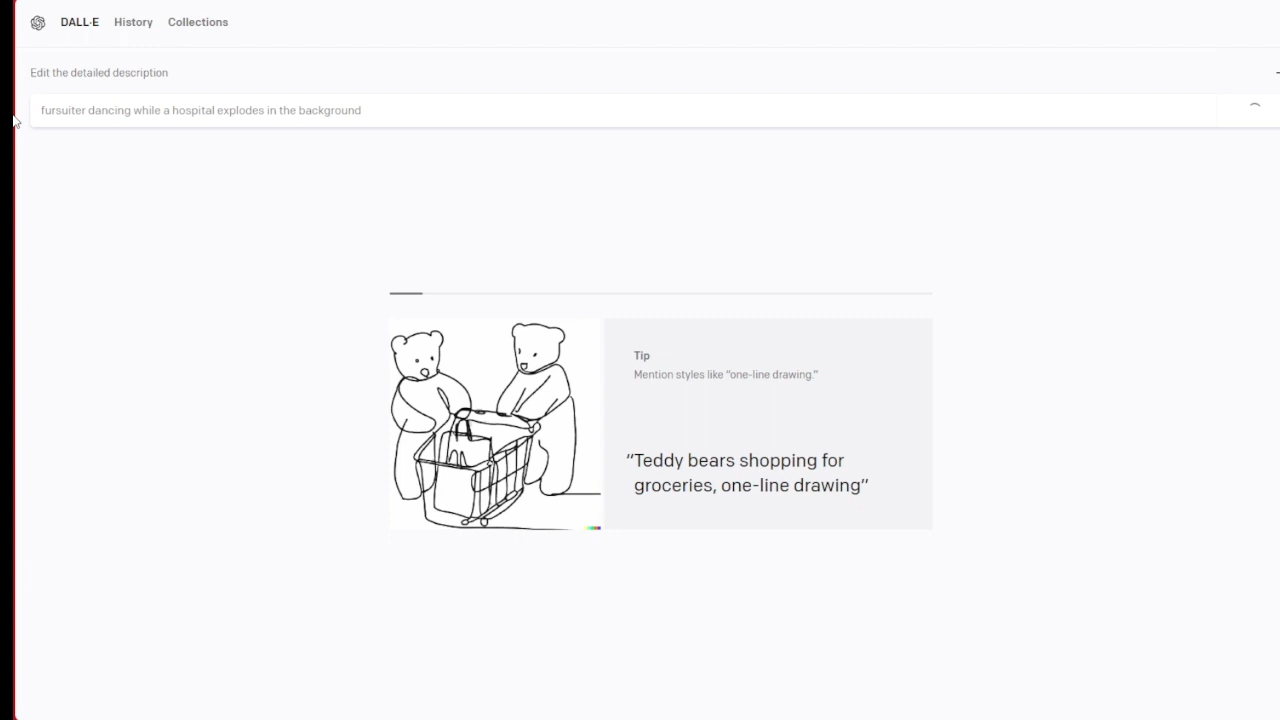 DALL·E History Collections
Edit the detailed description
fursuiter dancing while a hospital explodes in the background
Tip
Mention styles like “one-line drawing.”
“Teddy bears shopping for
groceries, one-line drawing”